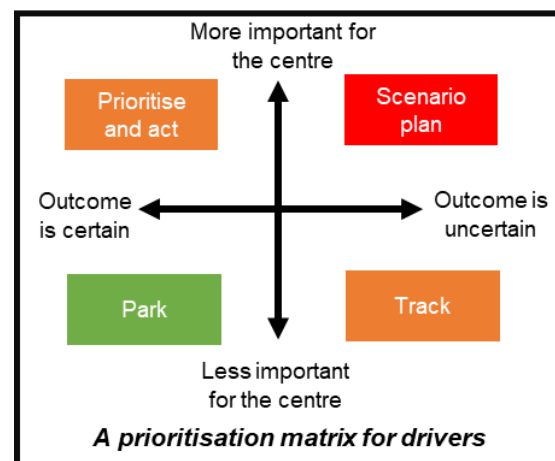 More important for
the centre
Prioritise
and act
Scenario
plan
Outcome
is certain
Outcome is
uncertain
Park
Track
Less important
for the centre
A prioritisation matrix for drivers